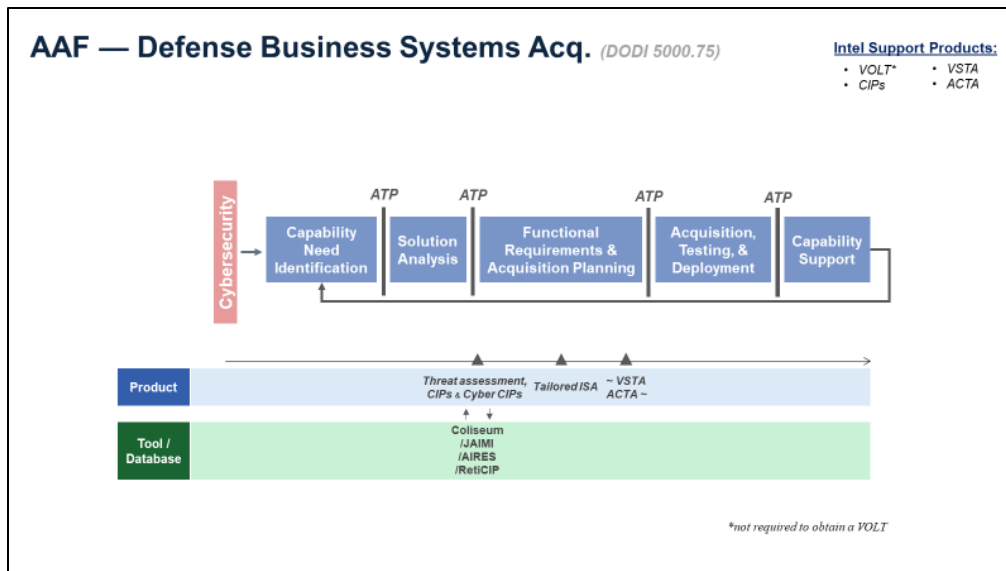 AAF — Defense Business Systems Acq. (DODI 5000.75)
Intel Support Products:
• VOLT* • VSTA
• CIPs • ACTA
Cybersecurity
ATP ATP ATP ATP
Capability
Need
Identification
Solution
Analysis
Functional
Requirements &
Acquisition Planning
Acquisition,
Testing, &
Deployment
Capability
Support
Product
Threat assessment,
CIPs & Cyber CIPs
Tailored ISA
~ VSTA
ACTA ~
Tool /
Database
Coliseum
/JAIMI
/AIRES
/RetiCIP
*not required to obtain a VOLT